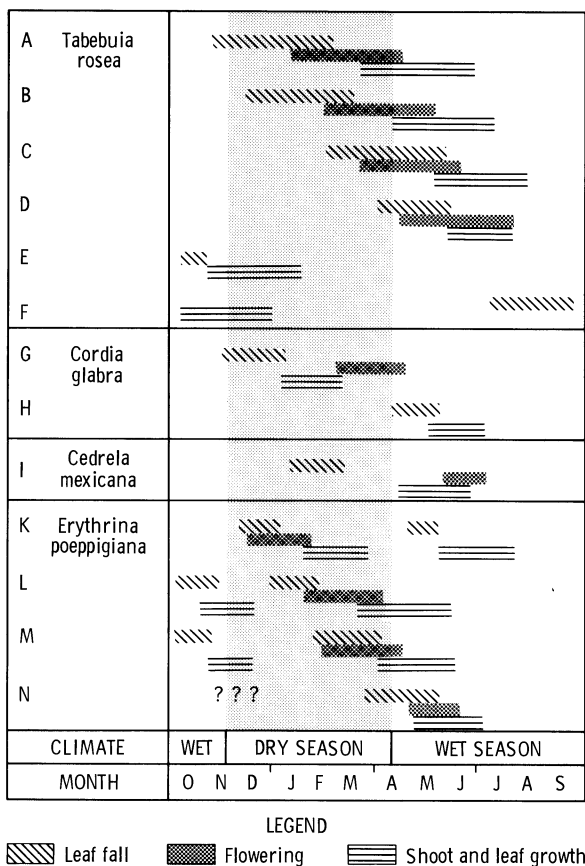 A Tabebuia
rosea
B
C
D
E
F
G Cordia
glabra
H
I Cedrela
mexicana
K Erythrina
poeppigiana
L
M
N ? ? ?
CLIMATE WET DRY SEASON WET SEASON
MONTH O N D J F M A M J J A S
LEGEND
Leaf fall Flowering Shoot and leaf growth